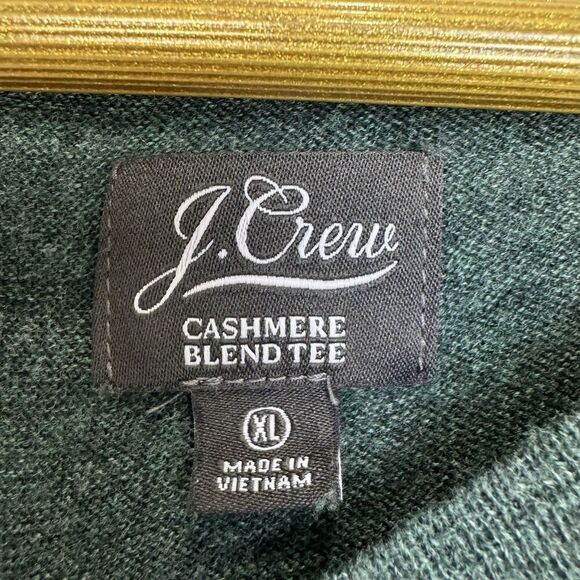 J.Crew
CASHMERE
BLEND TEE
XL
MADE IN
VIETNAM